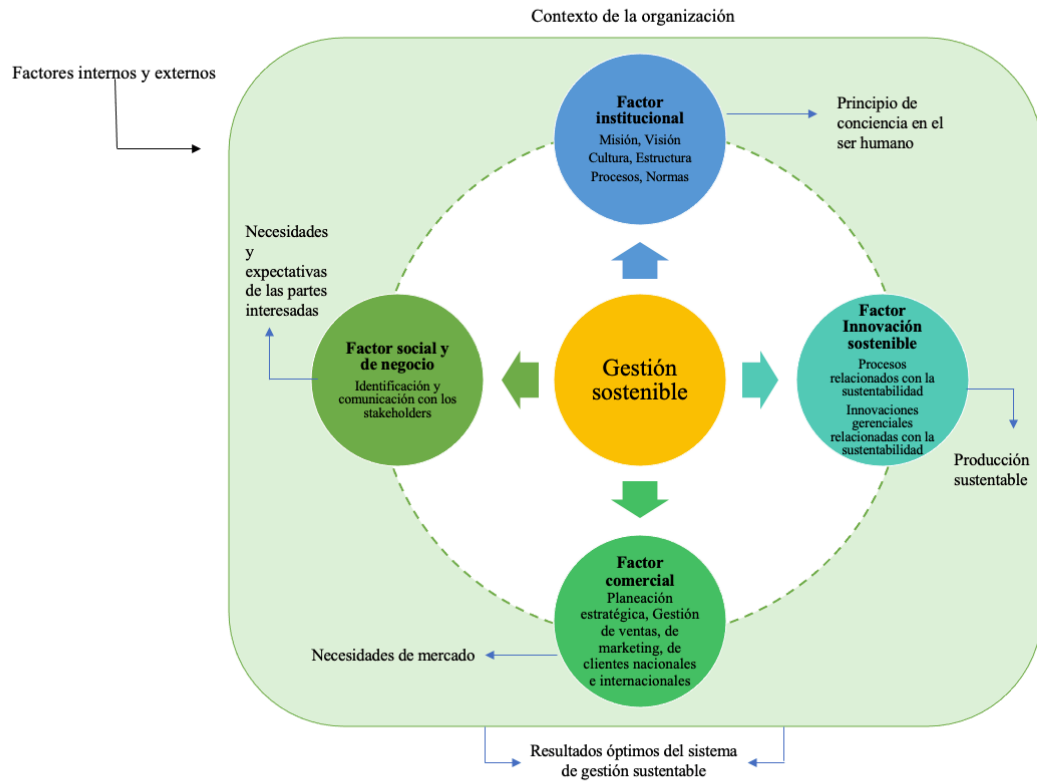 Contexto de la organización
Factores internos y externos
Factor
institucional
Misión, Visión
Cultura, Estructura
Procesos, Normas
Principio de
conciencia en el
ser humano
Necesidades
y
expectativas
de las partes
interesadas
Factor social y
de negocio
Identificación y
comunicación con los
stakeholders
Gestión
sostenible
Factor
Innovación
sostenible
Procesos
relacionados con la
sustentabilidad
Innovaciones
gerenciales
relacionadas con la
sustentabilidad
Producción
sustentable
Factor
comercial
Planeación
estratégica, Gestión
de ventas, de
marketing, de
clientes nacionales
e internacionales
Necesidades de mercado
Resultados óptimos del sistema
de gestión sustentable